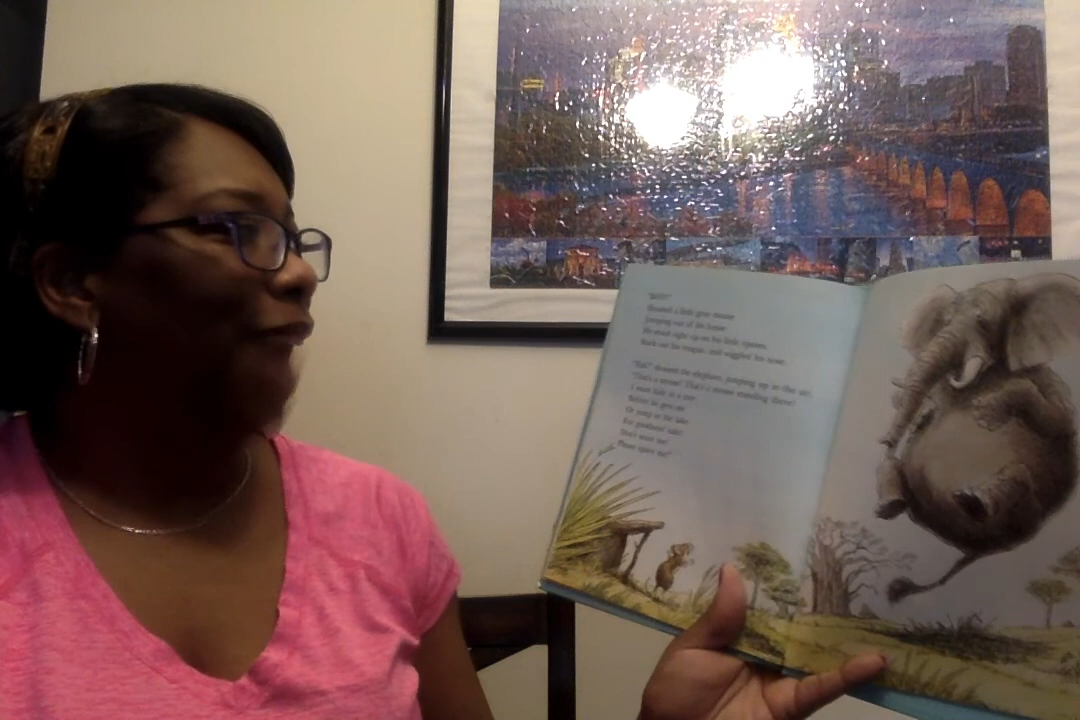 "BOO!"
Shouted a little gray mouse
Jumping out of his house.
He stood right up on his little tiptoes,
Stuck out his tongue, and wiggled his nose.
"Yik!" shouted the elephant, jumping up in the air,
"That's a mouse! That's a mouse standing there!
I must hide in a tree
Before he gets me
Or jump in the lake
For goodness' sake!
Don't scare me!
Please spare me!"